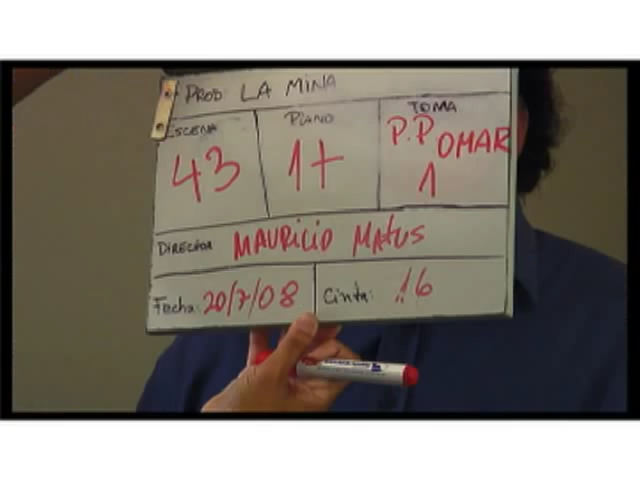 PROD: LA MINA
ESCENA PLANO TOMA
43 1+ P.P OMAR
1
DIRECTOR MAURICIO MATUS
Fecha: 20/7/08 Cinta: 16